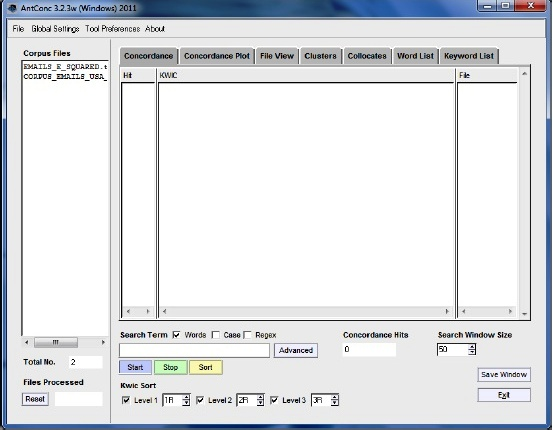 AntConc 3.2.3w (Windows) 2011
File Global Settings Tool Preferences About
Corpus Files
EMAILS_E_SQUARED.t
CORPUS_EMAILS_USA_
Concordance Concordance Plot File View Clusters Collocates Word List Keyword List
Hit KWIC File
Search Term Words Case Regex Concordance Hits Search Window Size
Advanced 0 50
Total No. 2
Start Stop Sort
Files Processed
Save Window
Kwic Sort
Reset Level 1 1R Level 2 2R Level 3 3R Exit